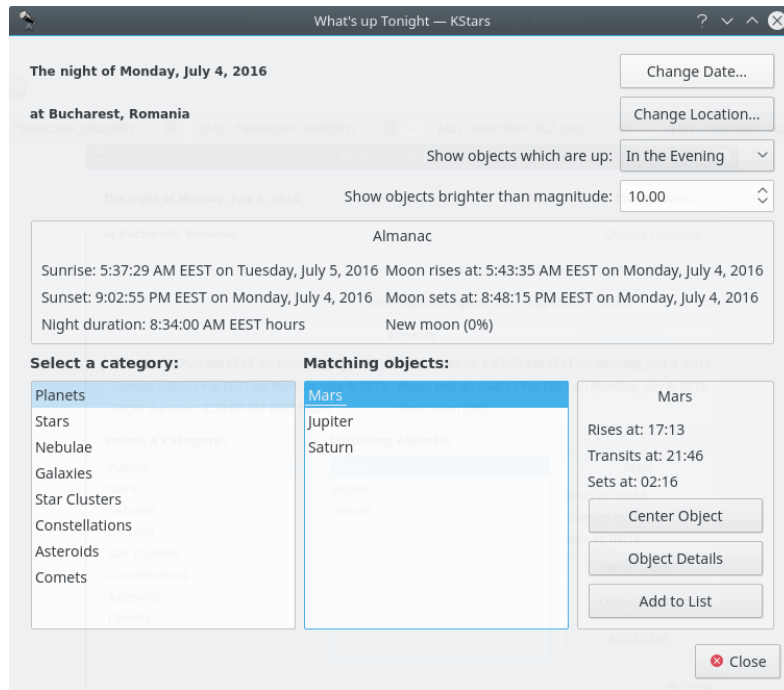 What's up Tonight — KStars
The night of Monday, July 4, 2016
Change Date...
at Bucharest, Romania
Change Location...
Show objects which are up: In the Evening
Show objects brighter than magnitude: 10.00
Almanac
Sunrise: 5:37:29 AM EEST on Tuesday, July 5, 2016 Moon rises at: 5:43:35 AM EEST on Monday, July 4, 2016
Sunset: 9:02:55 PM EEST on Monday, July 4, 2016 Moon sets at: 8:48:15 PM EEST on Monday, July 4, 2016
Night duration: 8:34:00 AM EEST hours New moon (0%)
Select a category:
Planets
Stars
Nebulae
Galaxies
Star Clusters
Constellations
Asteroids
Comets
Matching objects:
Mars
Jupiter
Saturn
Mars
Rises at: 17:13
Transits at: 21:46
Sets at: 02:16
Center Object
Object Details
Add to List
Close